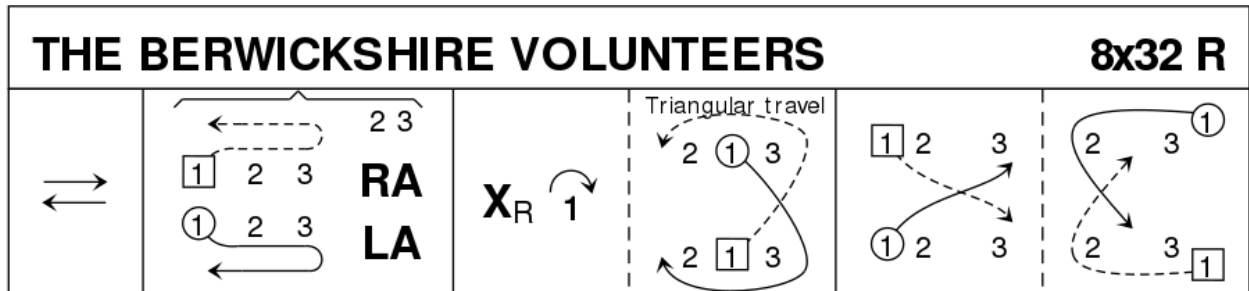 THE BERWICKSHIRE VOLUNTEERS 8x32 R
2 3
1 2 3 RA
1 2 3 LA
XR 1
Triangular travel
2 1 3
2 1 3
1 2 3
1 2 3
1
2 3
2 3
1